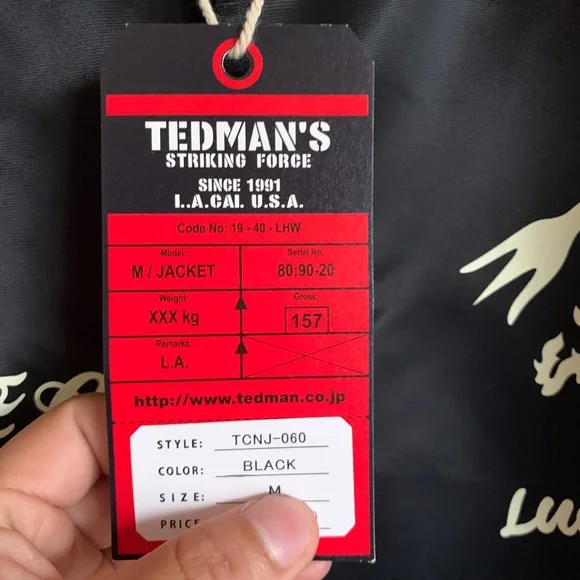 TEDMAN'S
STRIKING FORCE
SINCE 1991
L.A.CAL. U.S.A.
Code No: 19 - 40 - LHW
Model: Serial No:
M / JACKET 80:90-20
Weight: Gross:
XXX kg 157
Remarks:
L.A.
http://www.tedman.co.jp
STYLE: TCNJ-060
COLOR: BLACK
SIZE: M
PRICE